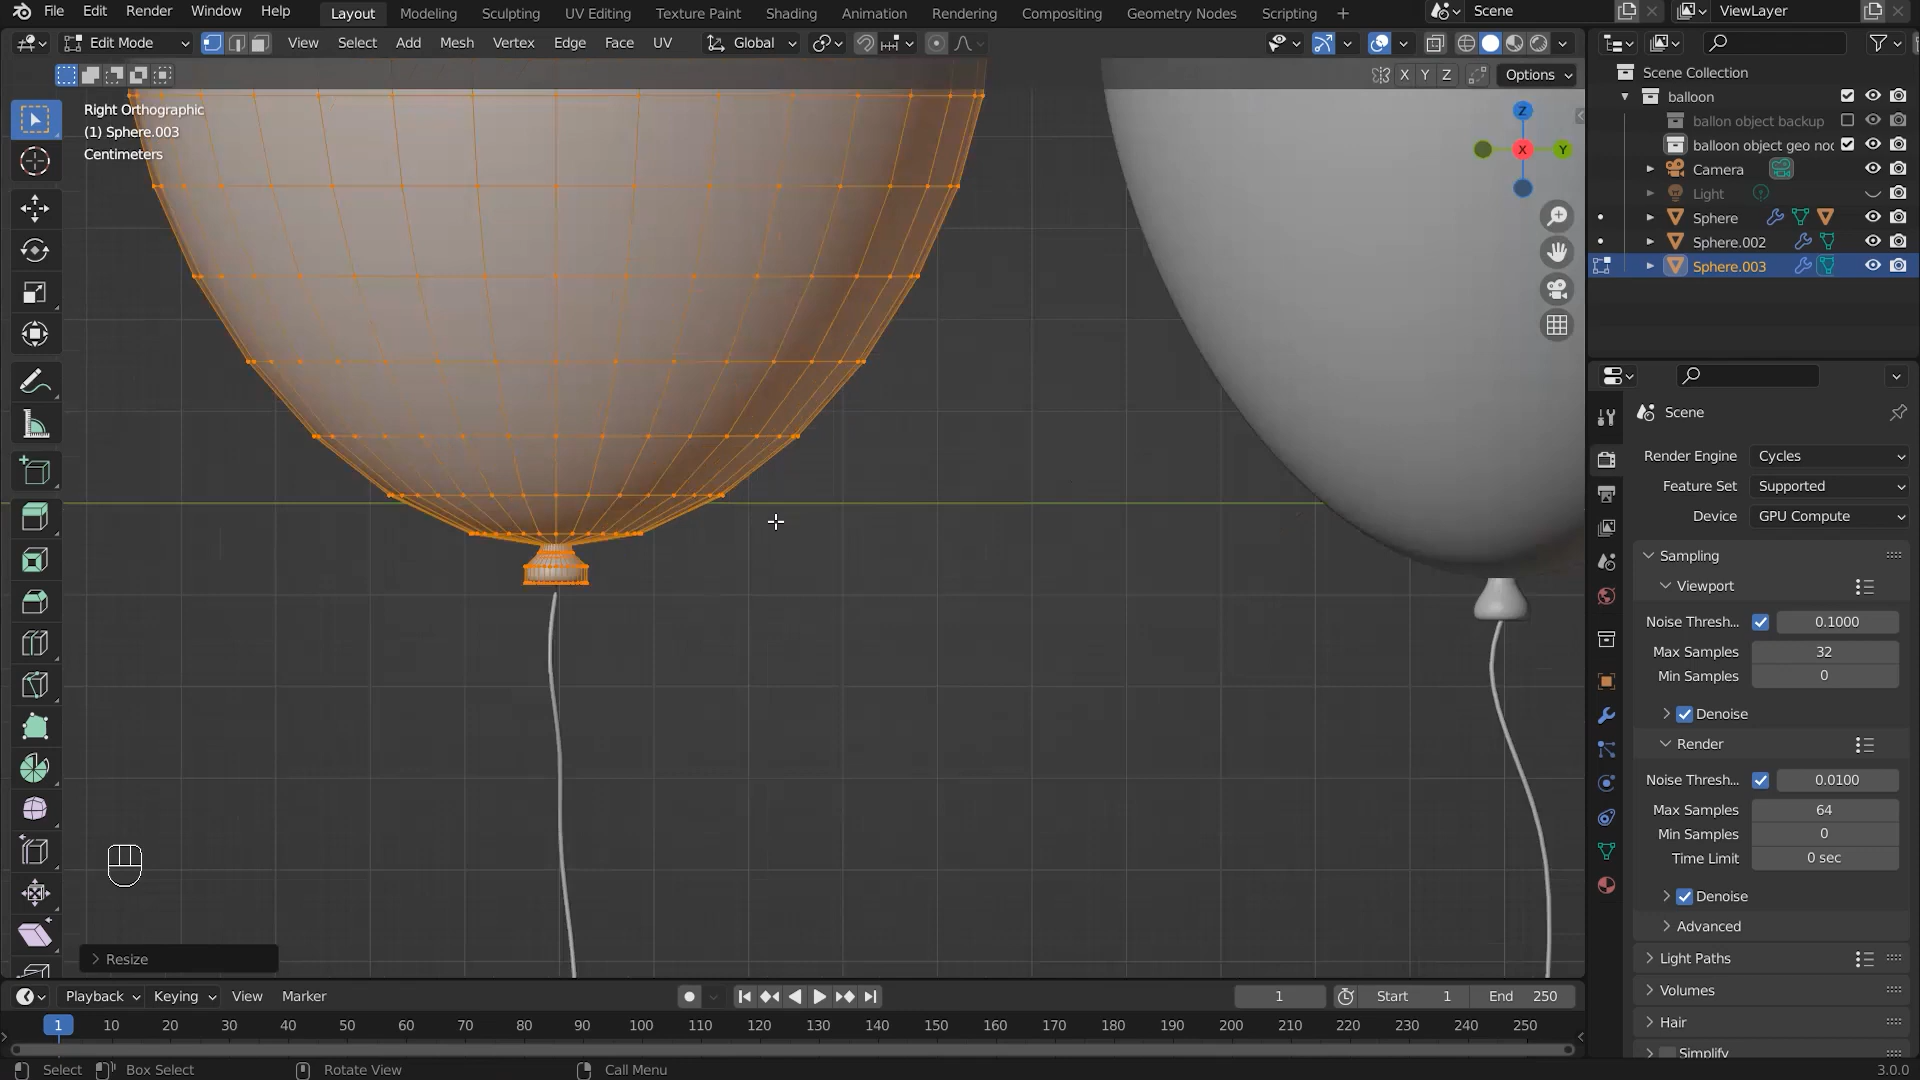 File Edit Render Window Help Layout Modeling Sculpting UV Editing Texture Paint Shading Animation Rendering Compositing Geometry Nodes Scripting + Scene ViewLayer
Edit Mode View Select Add Mesh Vertex Edge Face UV Global
X Y Z Options
Right Orthographic
(1) Sphere.003
Centimeters
Z
X
Y
Scene Collection
balloon
ballon object backup
balloon object geo noc
Camera
Light
Sphere
Sphere.002
Sphere.003
Scene
Render Engine Cycles
Feature Set Supported
Device GPU Compute
Sampling
Viewport
Noise Thresh... 0.1000
Max Samples 32
Min Samples 0
Denoise
Render
Noise Thresh... 0.0100
Max Samples 64
Min Samples 0
Time Limit 0 sec
Denoise
Advanced
Light Paths
Volumes
Hair
Simplify
Resize
Playback Keying View Marker 1 Start 1 End 250
1 10 20 30 40 50 60 70 80 90 100 110 120 130 140 150 160 170 180 190 200 210 220 230 240 250
Select Box Select Rotate View Call Menu 3.0.0